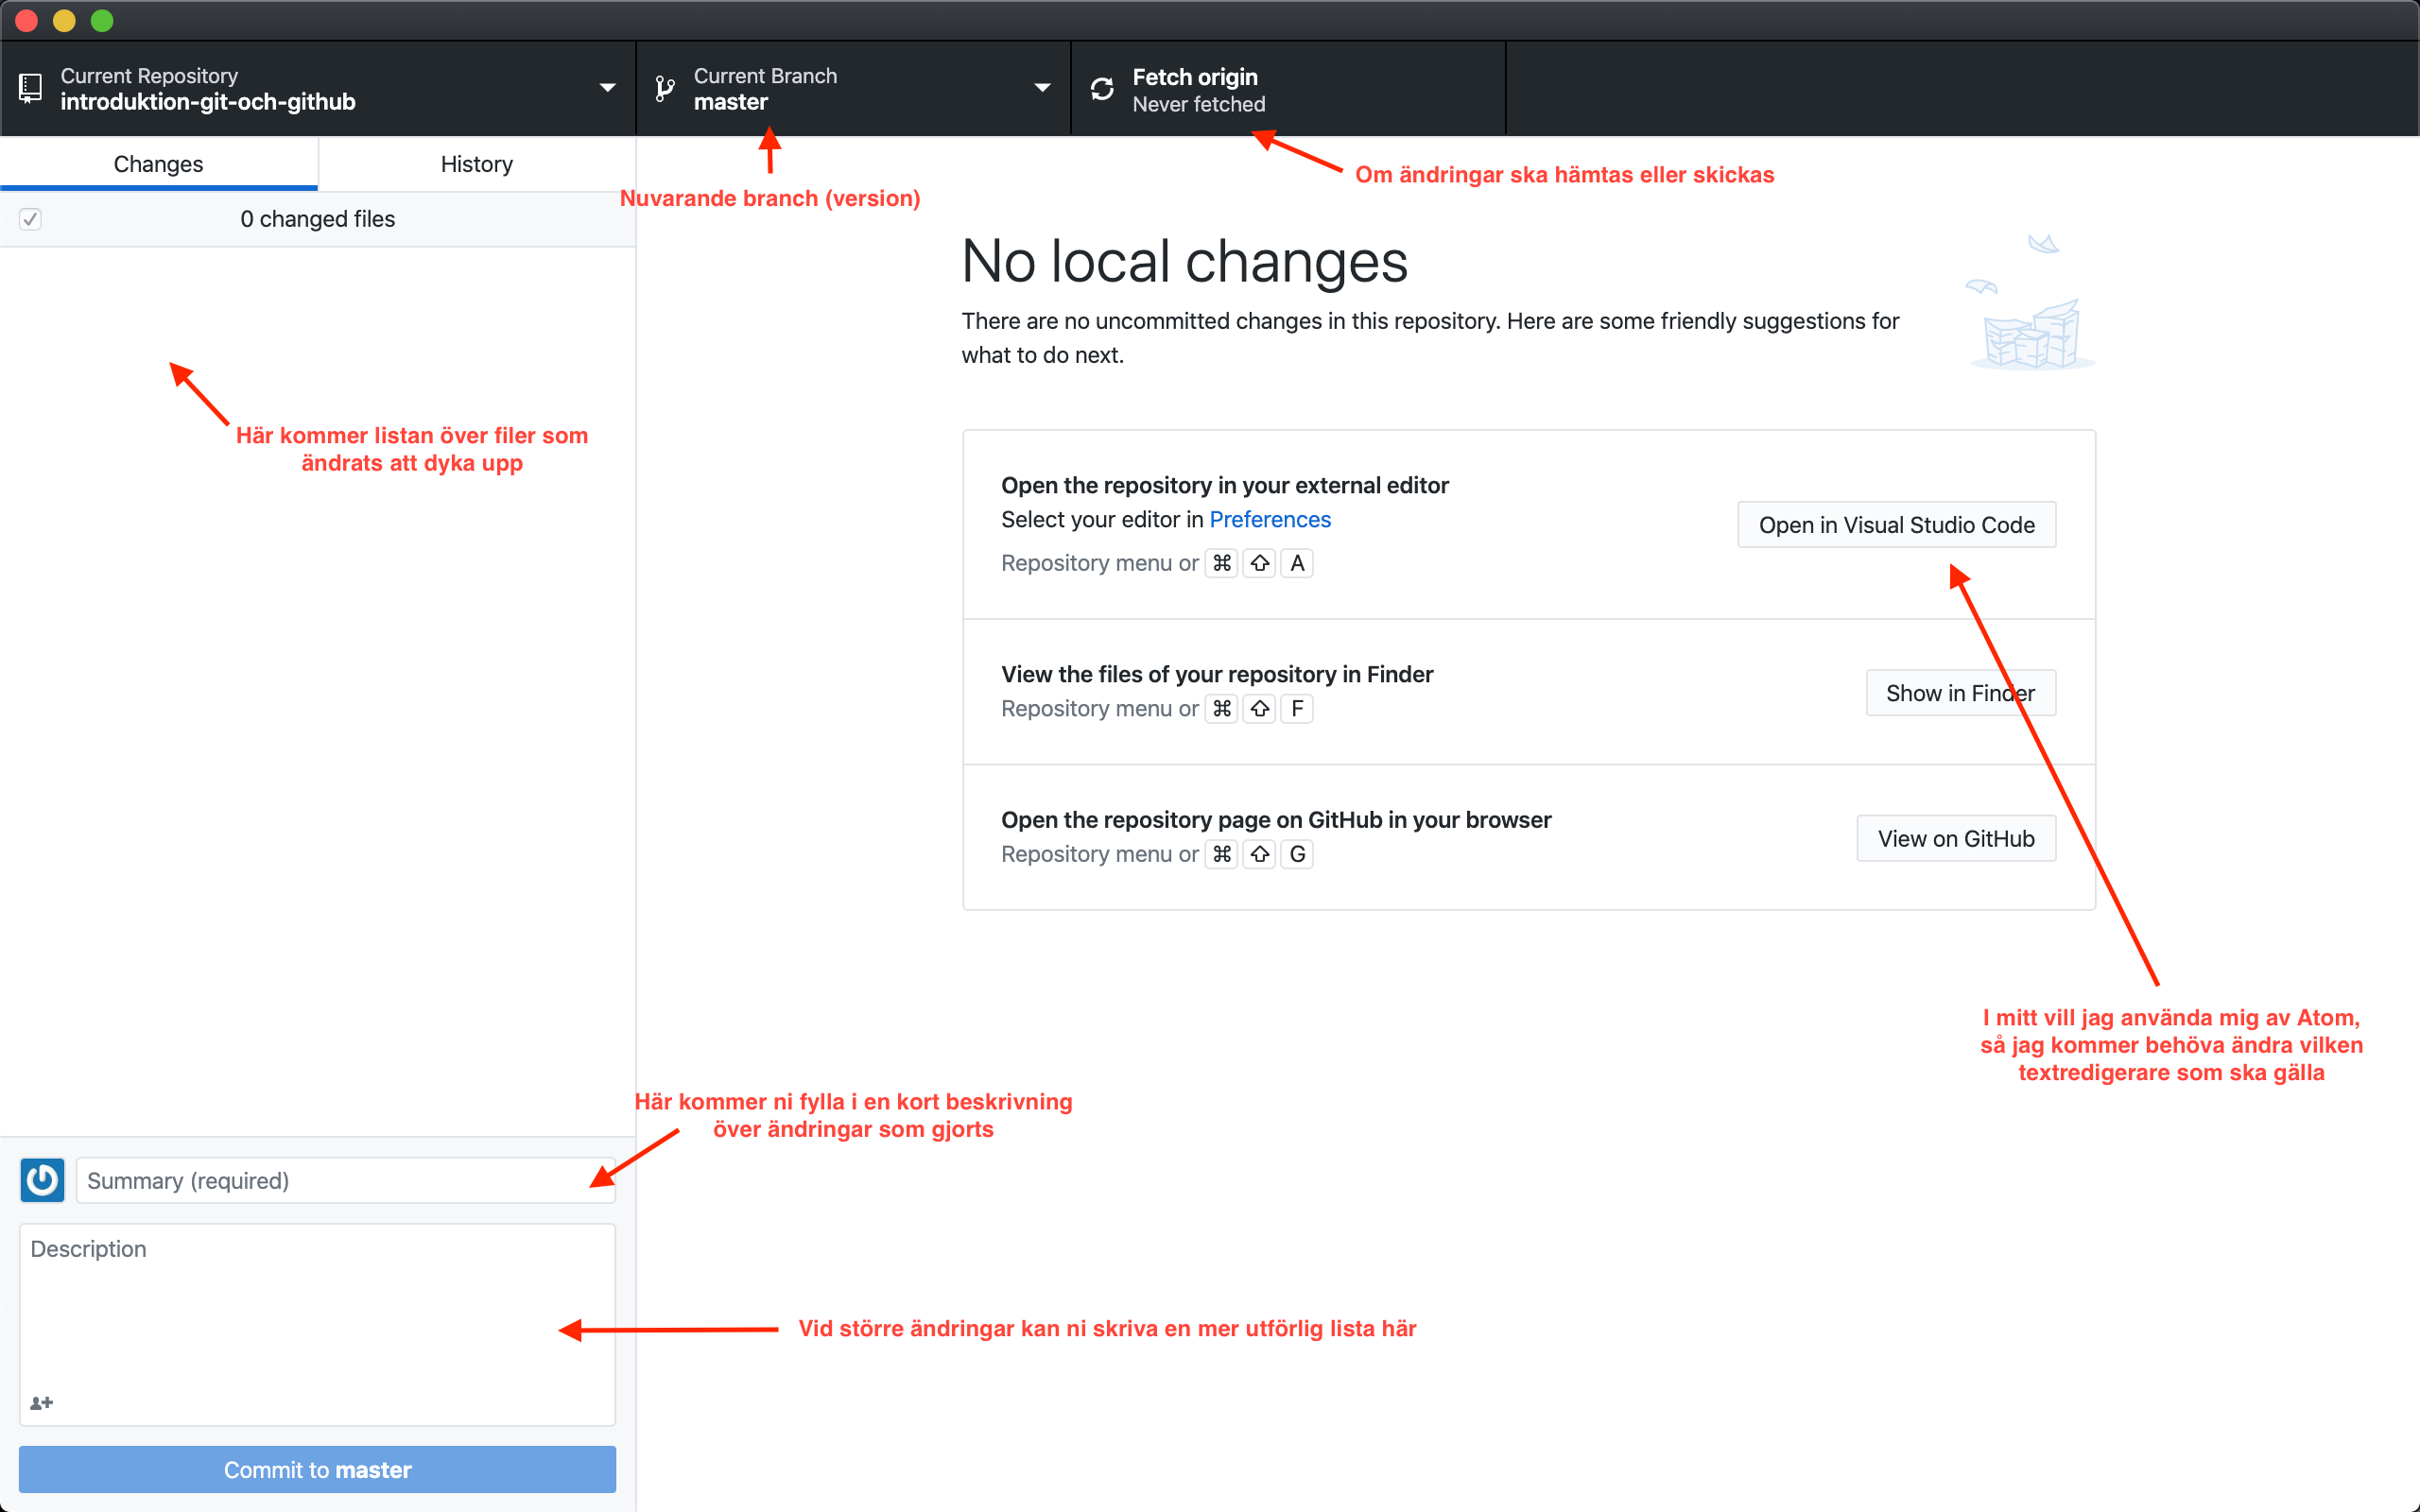 Current Repository
introduktion-git-och-github
Current Branch
master
Fetch origin
Never fetched
Changes
History
0 changed files
Nuvarande branch (version)
Om ändringar ska hämtas eller skickas
No local changes
There are no uncommitted changes in this repository. Here are some friendly suggestions for
what to do next.
Här kommer listan över filer som
ändrats att dyka upp
Open the repository in your external editor
Select your editor in Preferences
Repository menu or ⌘ ⇧ A
Open in Visual Studio Code
View the files of your repository in Finder
Repository menu or ⌘ ⇧ F
Show in Finder
Open the repository page on GitHub in your browser
Repository menu or ⌘ ⇧ G
View on GitHub
I mitt vill jag använda mig av Atom,
så jag kommer behöva ändra vilken
textredigerare som ska gälla
Här kommer ni fylla i en kort beskrivning
över ändringar som gjorts
Summary (required)
Description
Vid större ändringar kan ni skriva en mer utförlig lista här
Commit to master